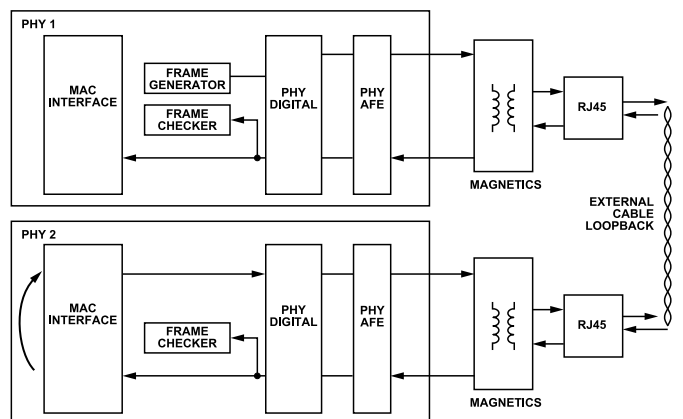 PHY 1
MAC
INTERFACE
FRAME
GENERATOR
FRAME
CHECKER
PHY
DIGITAL
PHY
AFE
MAGNETICS
RJ45
EXTERNAL
CABLE
LOOPBACK
PHY 2
MAC
INTERFACE
FRAME
CHECKER
PHY
DIGITAL
PHY
AFE
MAGNETICS
RJ45